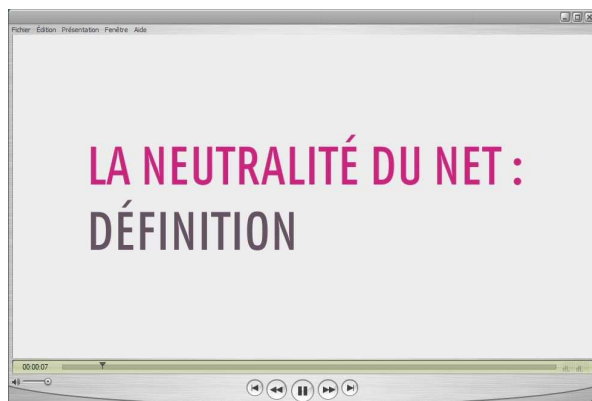 Fichier Édition Présentation Fenêtre Aide
LA NEUTRALITÉ DU NET :
DÉFINITION
00:00:07